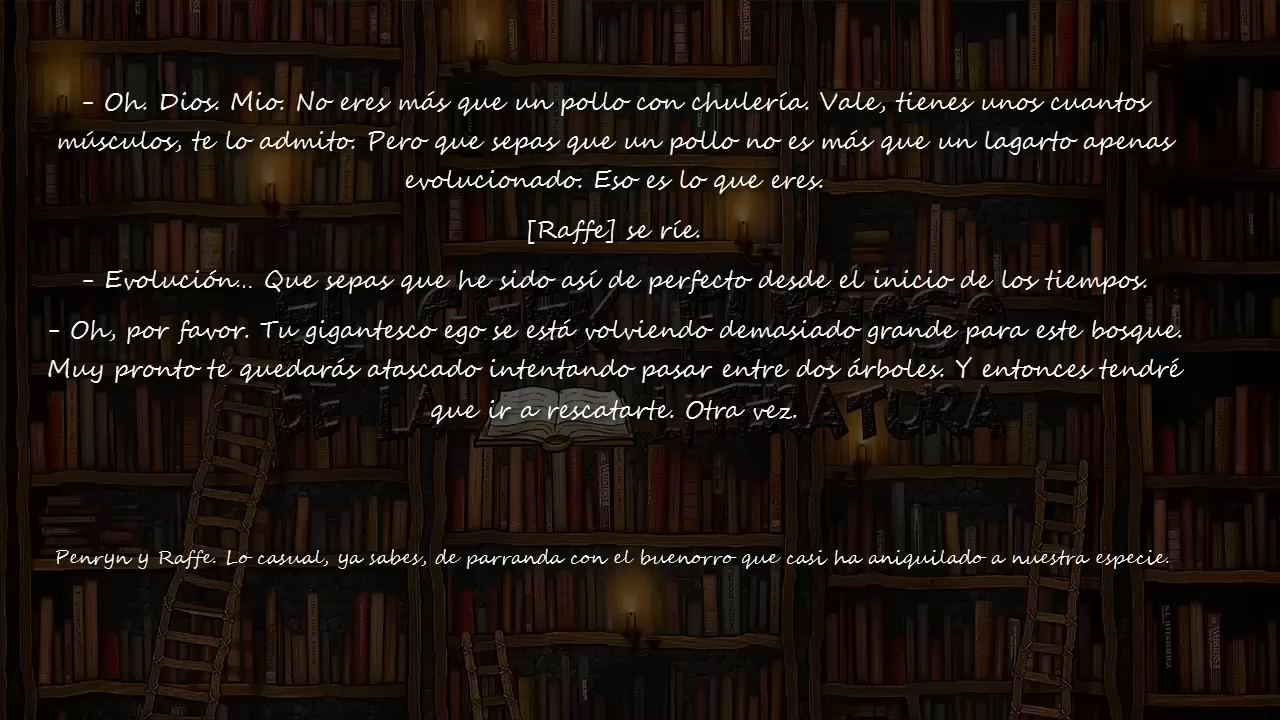 - Oh. Dios. Mio. No eres más que un pollo con chulería. Vale, tienes unos cuantos
músculos, te lo admito. Pero que sepas que un pollo no es más que un lagarto apenas
evolucionado. Eso es lo que eres.
[Raffe] se ríe.
- Evolución... Que sepas que he sido así de perfecto desde el inicio de los tiempos.
- Oh, por favor. Tu gigantesco ego se está volviendo demasiado grande para este bosque.
Muy pronto te quedarás atascado intentando pasar entre dos árboles. Y entonces tendré
que ir a rescatarte. Otra vez.
DE LA LITERATURA
Penryn y Raffe. Lo casual, ya sabes, de parranda con el buenorro que casi ha aniquilado a nuestra especie.